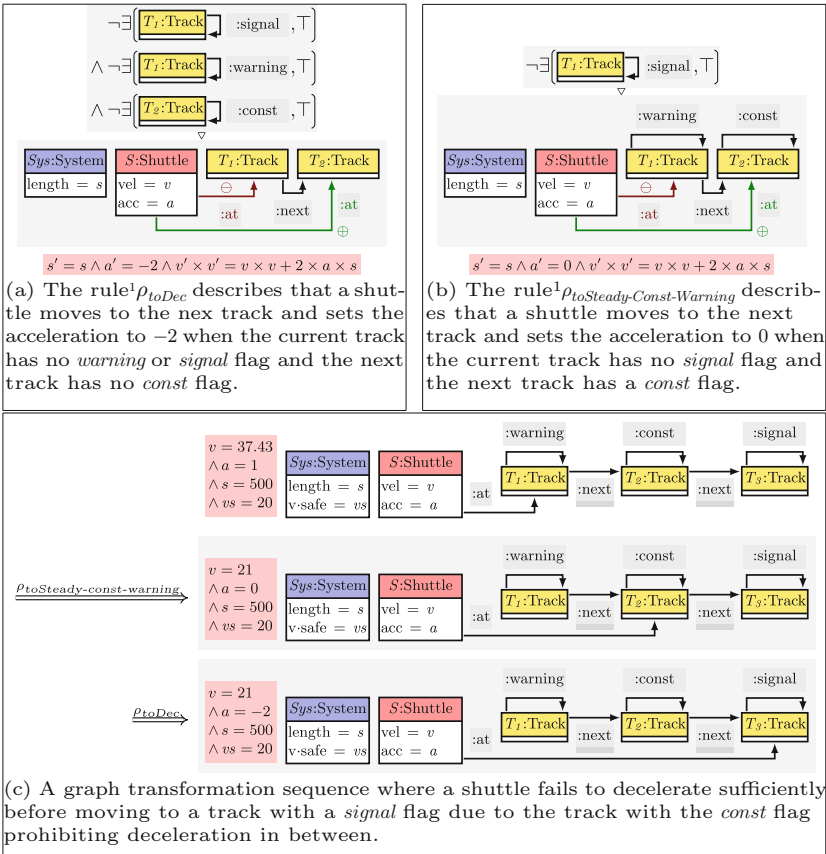 ¬∃( T₁:Track :signal ,⊤)
∧ ¬∃( T₁:Track :warning ,⊤)
∧ ¬∃( T₂:Track :const ,⊤)
▽
Sys:System S:Shuttle T₁:Track T₂:Track
length = s vel = v ⊖ :next :at
acc = a :at ⊕
s′ = s ∧ a′ = −2 ∧ v′ × v′ = v × v + 2 × a × s
(a) The rule¹ρtoDec describes that a shut-
tle moves to the nex track and sets the
acceleration to −2 when the current track
has no warning or signal flag and the next
track has no const flag.
¬∃( T₁:Track :signal ,⊤)
▽
:warning :const
Sys:System S:Shuttle T₁:Track T₂:Track
length = s vel = v ⊖ :next :at
acc = a :at ⊕
s′ = s ∧ a′ = 0 ∧ v′ × v′ = v × v + 2 × a × s
(b) The rule¹ρtoSteady-Const-Warning describ-
es that a shuttle moves to the next
track and sets the acceleration to 0 when
the current track has no signal flag and
the next track has a const flag.
v = 37.43
∧ a = 1
∧ s = 500
∧ vs = 20
Sys:System S:Shuttle
length = s vel = v
v·safe = vs acc = a
:warning :const :signal
T₁:Track T₂:Track T₃:Track
:at :next :next
ρtoSteady-const-warning
v = 21
∧ a = 0
∧ s = 500
∧ vs = 20
Sys:System S:Shuttle
length = s vel = v
v·safe = vs acc = a
:warning :const :signal
T₁:Track T₂:Track T₃:Track
:at :next :next
ρtoDec
v = 21
∧ a = −2
∧ s = 500
∧ vs = 20
Sys:System S:Shuttle
length = s vel = v
v·safe = vs acc = a
:warning :const :signal
T₁:Track T₂:Track T₃:Track
:at :next :next
(c) A graph transformation sequence where a shuttle fails to decelerate sufficiently
before moving to a track with a signal flag due to the track with the const flag
prohibiting deceleration in between.